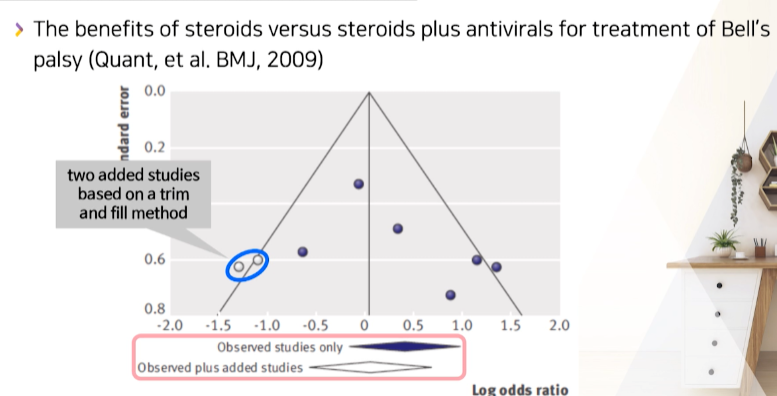 The benefits of steroids versus steroids plus antivirals for treatment of Bell's
palsy (Quant, et al. BMJ, 2009)
ndard error
0.0
0.2
two added studies
based on a trim
and fill method
0.6
0.8
-2.0 -1.5 -1.0 -0.5 0 0.5 1.0 1.5 2.0
Observed studies only
Observed plus added studies
Log odds ratio